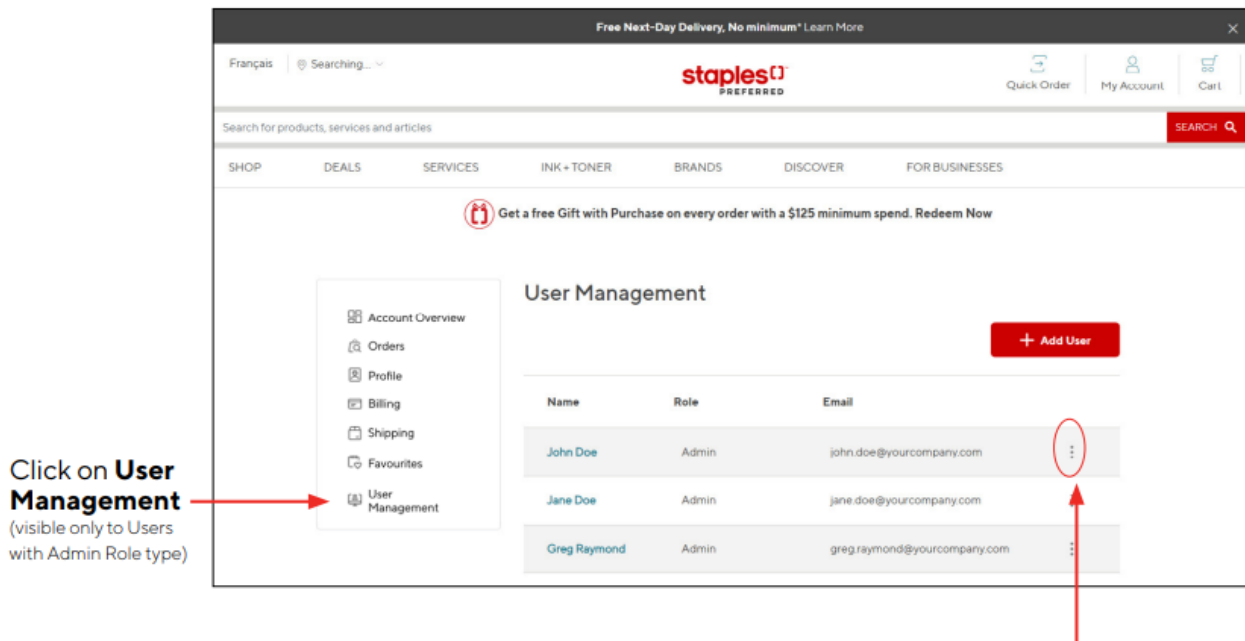 Free Next-Day Delivery, No minimum* Learn More
Français Searching...
staples
PREFERRED
Quick Order My Account Cart
Search for products, services and articles SEARCH
SHOP DEALS SERVICES INK + TONER BRANDS DISCOVER FOR BUSINESSES
Get a free Gift with Purchase on every order with a $125 minimum spend. Redeem Now
User Management
Account Overview
Orders
Profile
Billing
Shipping
Favourites
User
Management
+ Add User
Name Role Email
John Doe Admin john.doe@yourcompany.com
Jane Doe Admin jane.doe@yourcompany.com
Greg Raymond Admin greg.raymond@yourcompany.com
Click on User
Management
(visible only to Users
with Admin Role type)